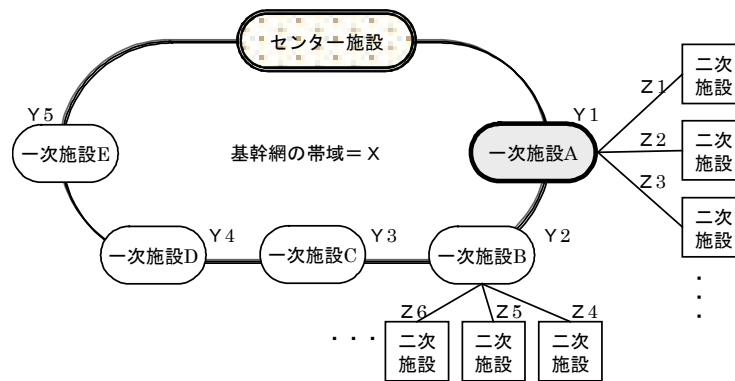 センター施設
Y5
一次施設E
基幹網の帯域＝X
Y1
一次施設A
Z1
Z2
Z3
二次
施設
二次
施設
二次
施設
・・・
一次施設D
Y4
一次施設C
Y3
一次施設B
Y2
Z6
Z5
Z4
・・・
二次
施設
二次
施設
二次
施設